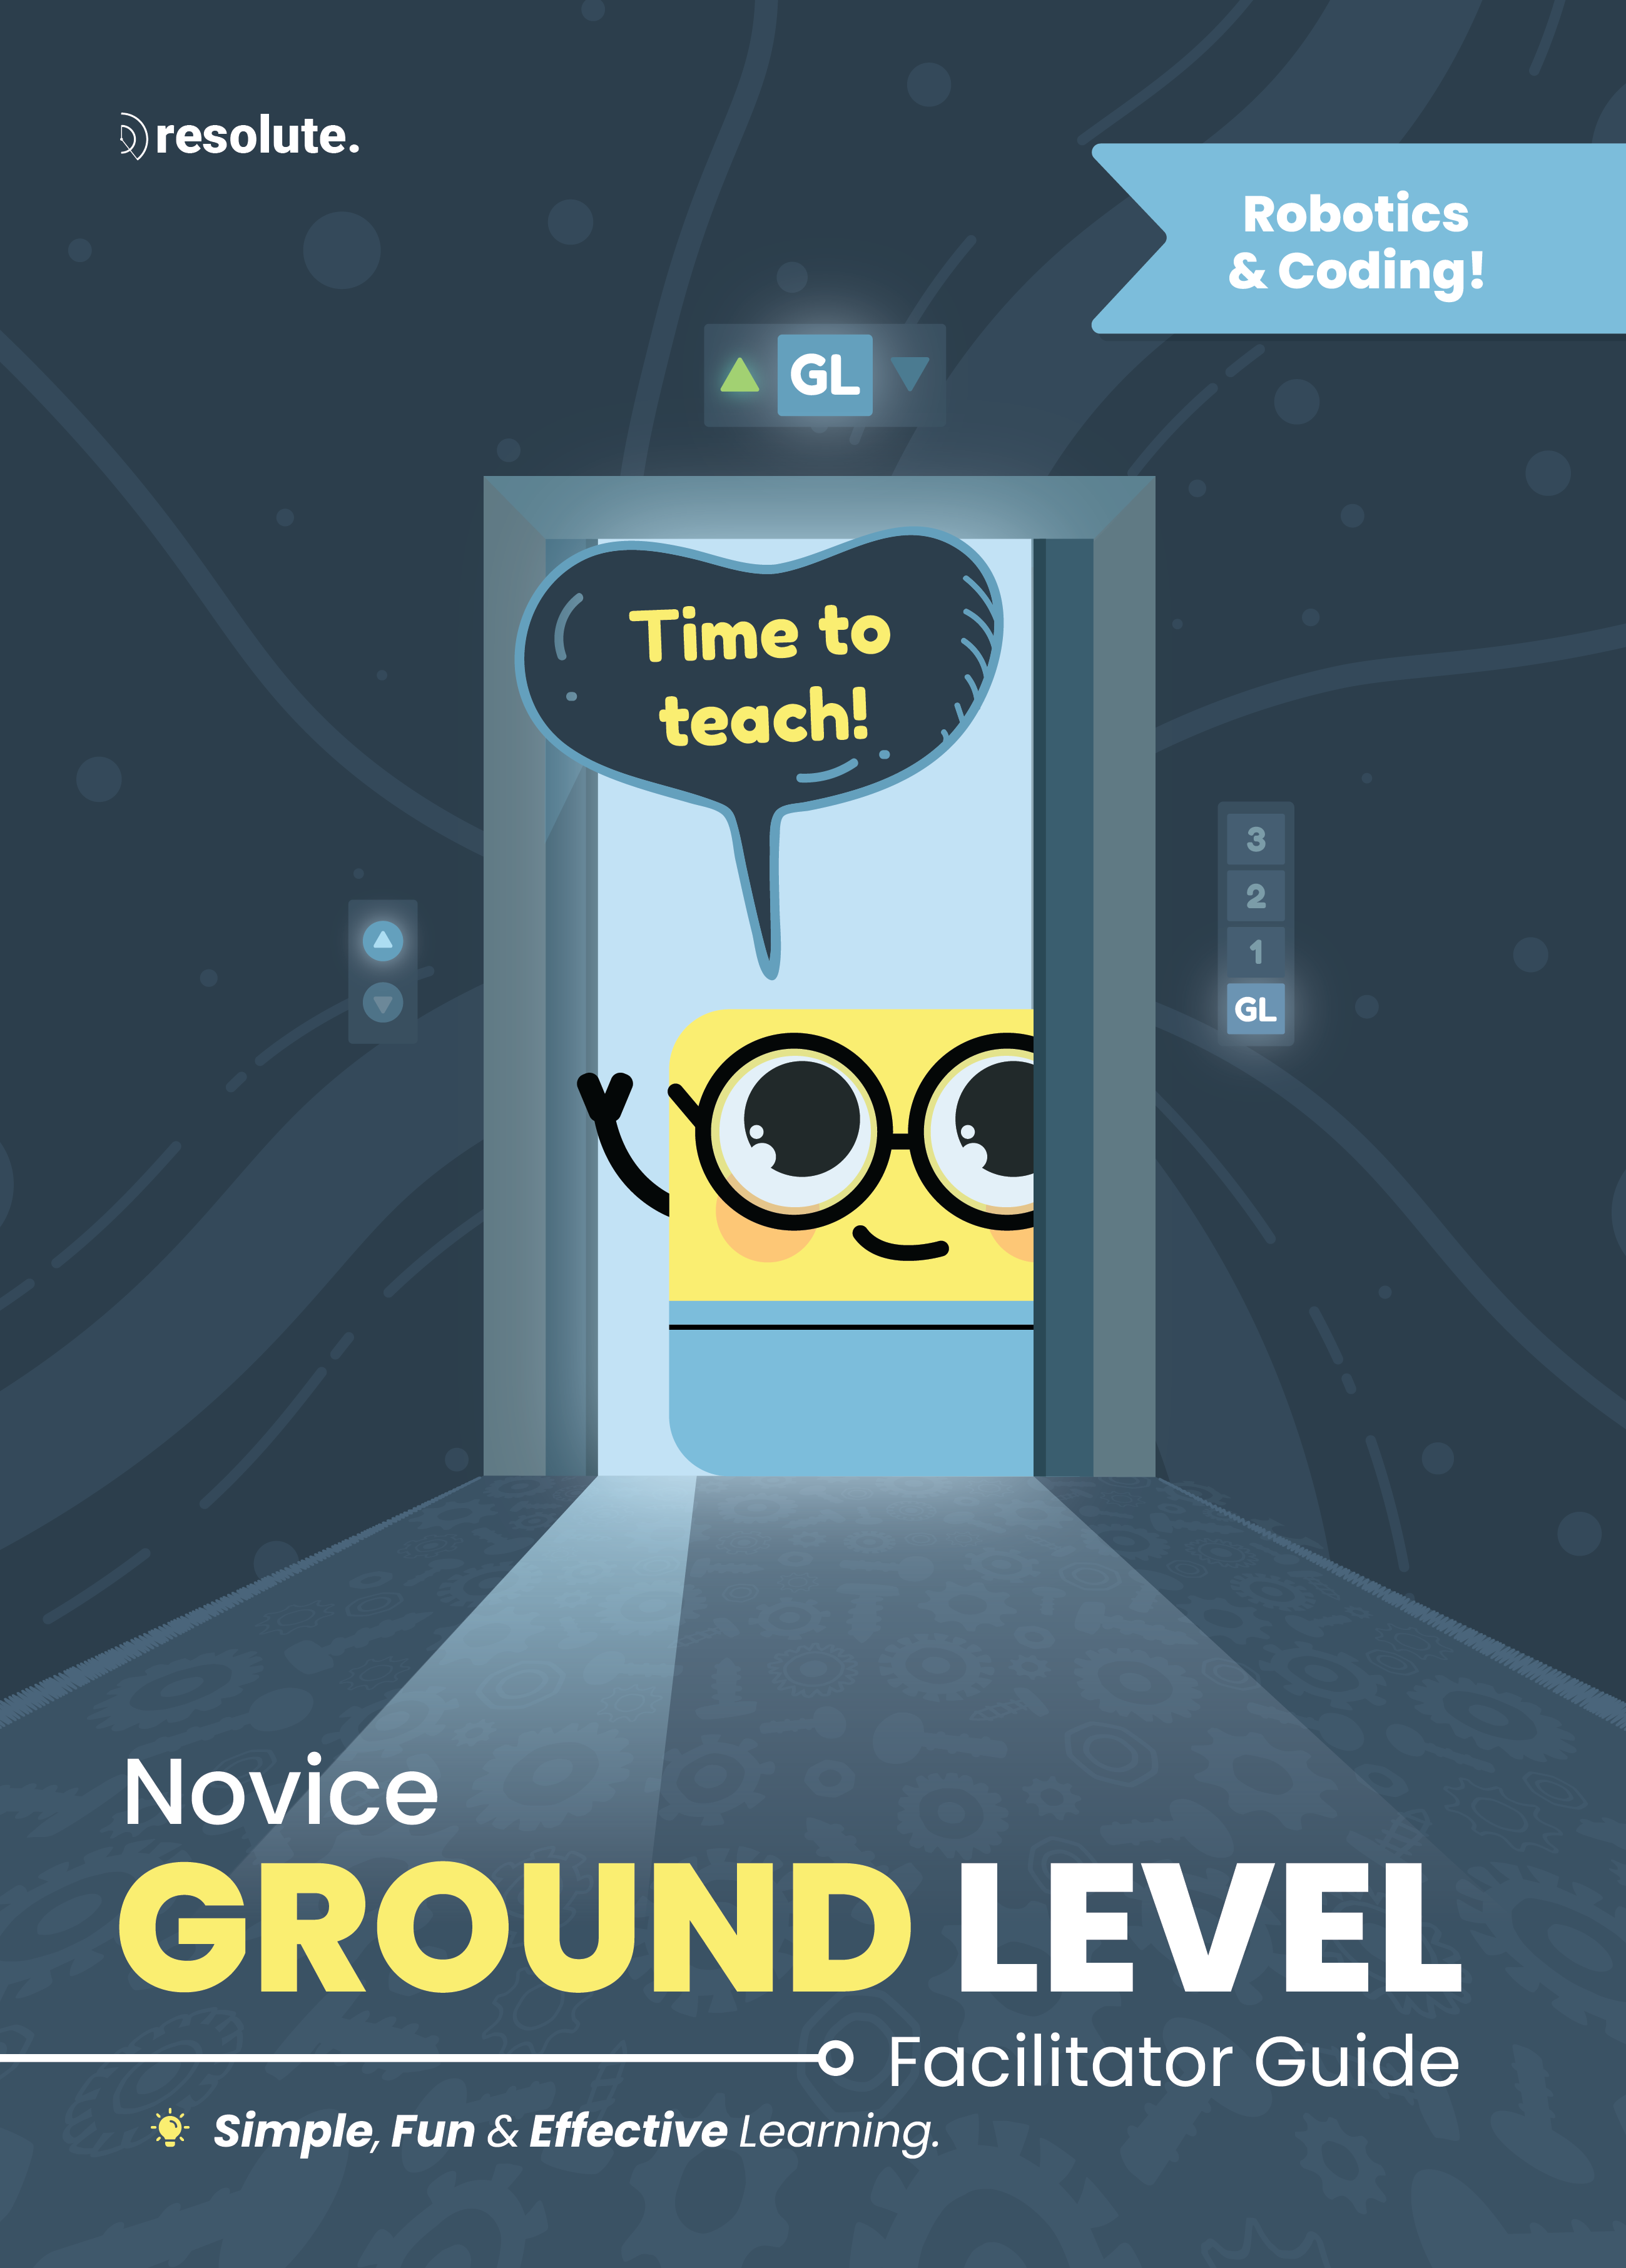 resolute.
Robotics
& Coding!
GL
Time to
teach!
3
2
1
GL
Novice
GROUND LEVEL
Facilitator Guide
Simple, Fun & Effective Learning.